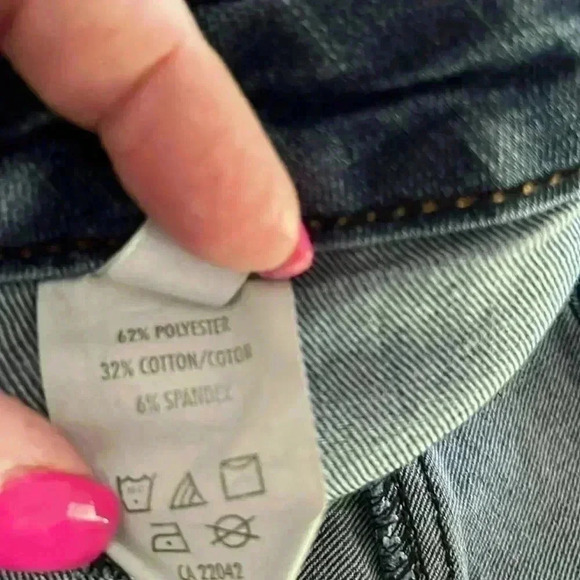 62% POLYESTER
32% COTTON/COTON
6% SPANDEX
CA 22042